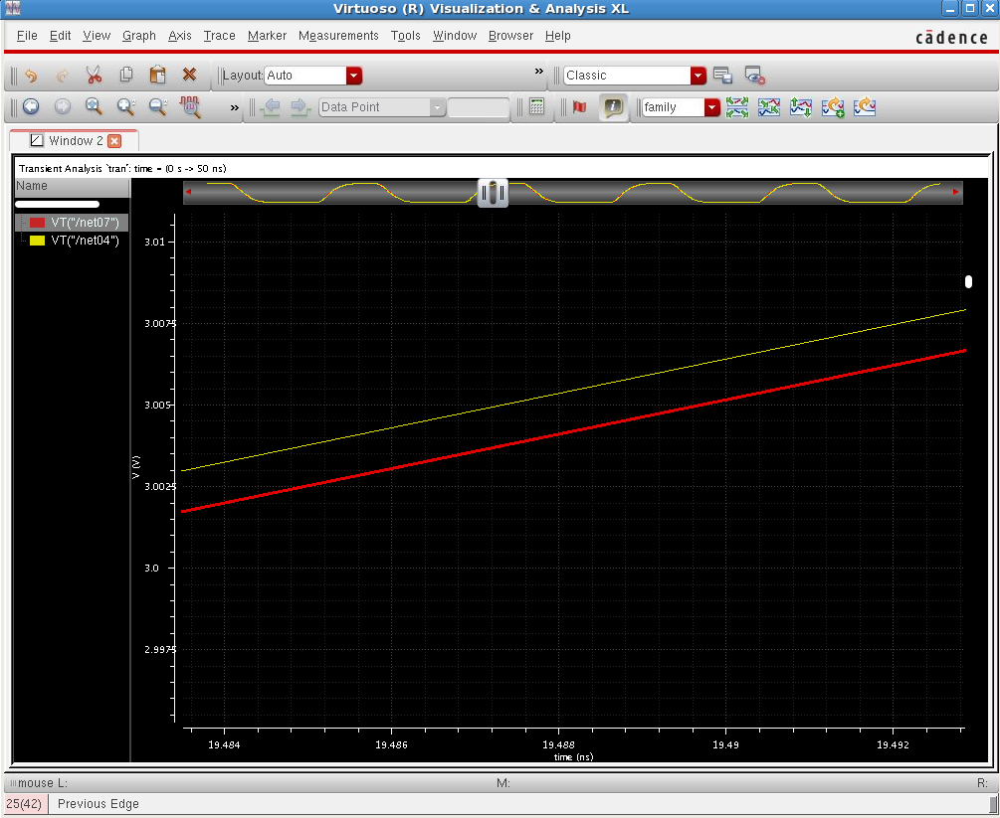 Virtuoso (R) Visualization & Analysis XL
File Edit View Graph Axis Trace Marker Measurements Tools Window Browser Help
cādence
Layout: Auto
»
Classic
»
Data Point
family
Window 2
Transient Analysis `tran': time = (0 s -> 50 ns)
Name
VT("/net07")
VT("/net04")
3.01
3.0075
3.005
V (V)
3.0025
3.0
2.9975
19.484 19.486 19.488 19.49 19.492
time (ns)
mouse L: M: R:
25(42) Previous Edge